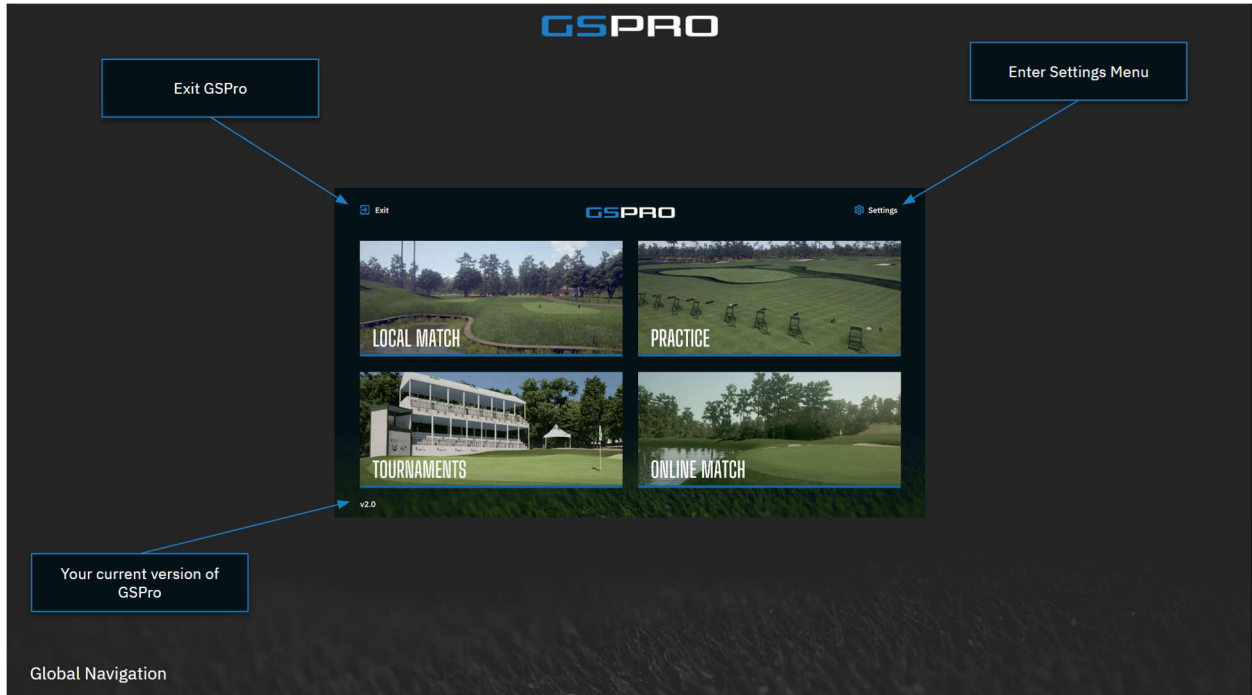 GSPRO
Exit GSPro
Enter Settings Menu
Exit
GSPRO
Settings
LOCAL MATCH
PRACTICE
TOURNAMENTS
ONLINE MATCH
v2.0
Your current version of
GSPro
Global Navigation